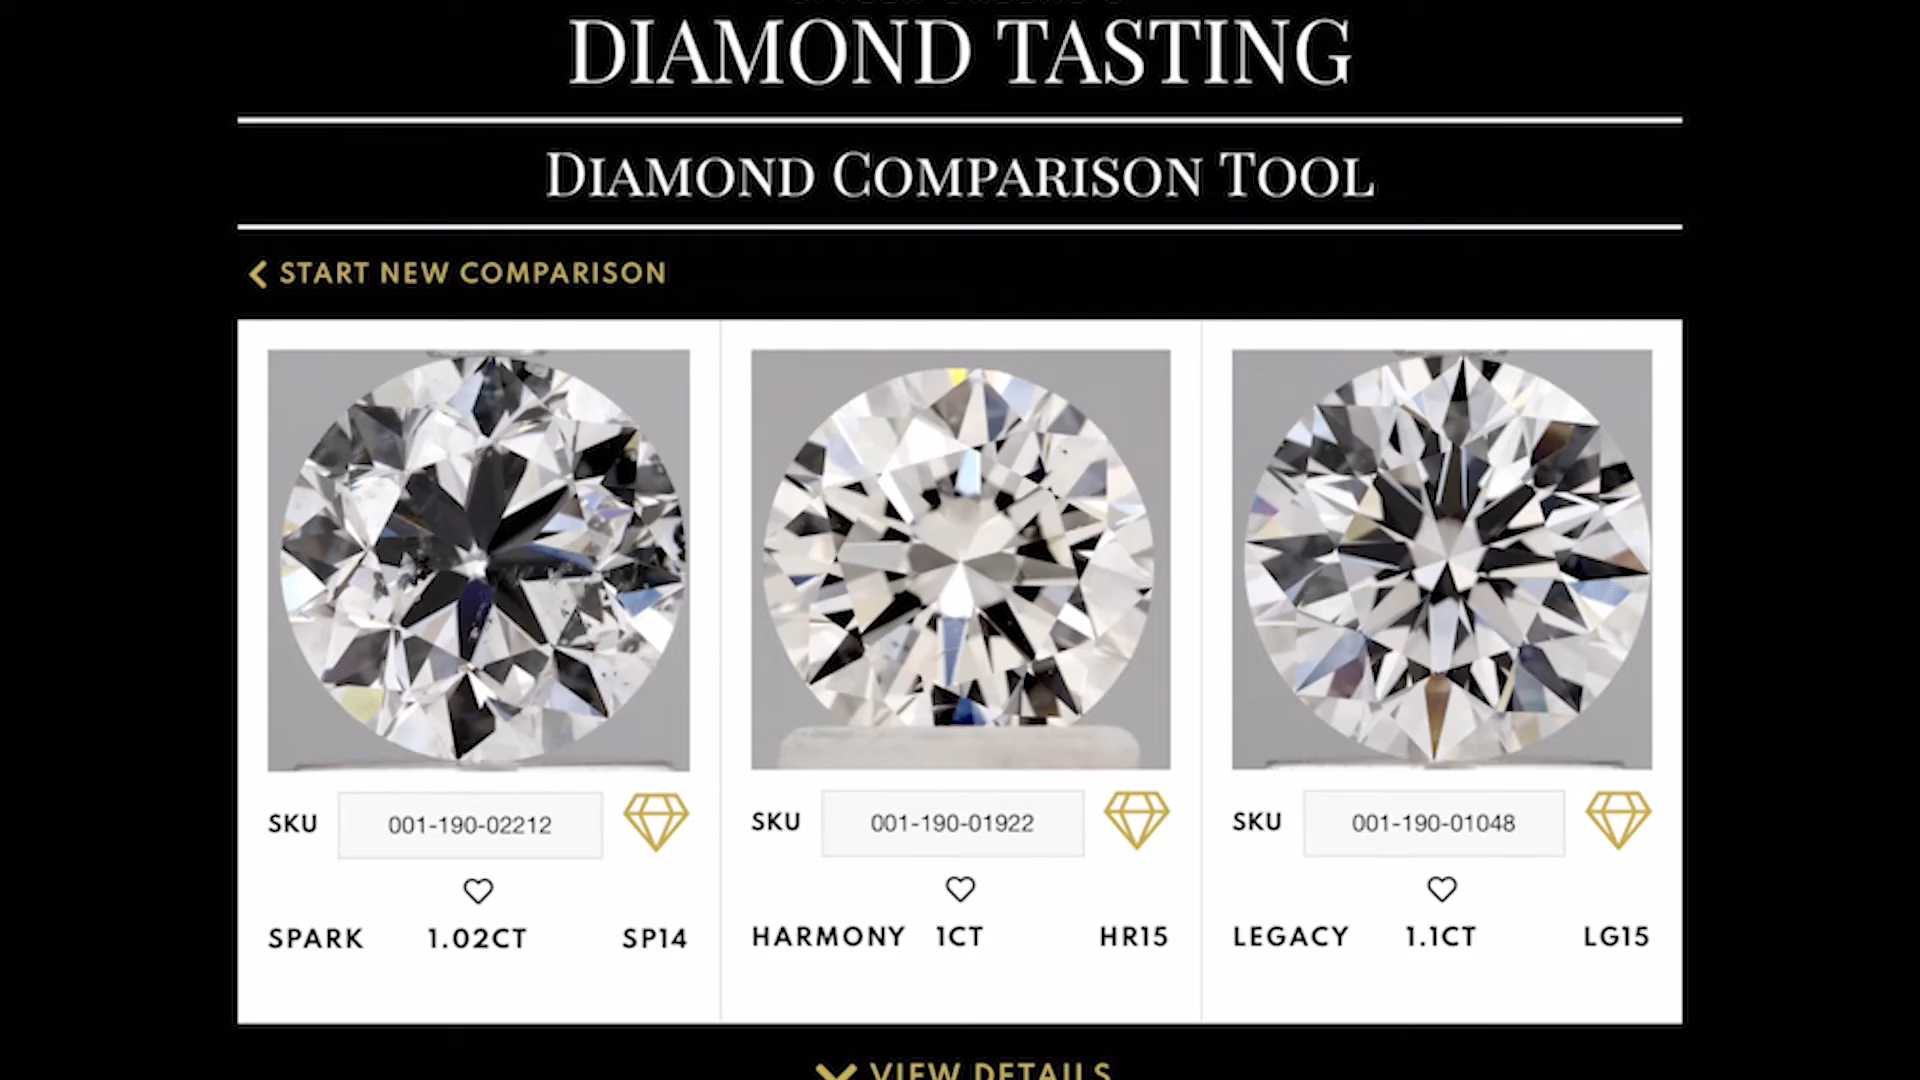 DIAMOND TASTING
DIAMOND COMPARISON TOOL
START NEW COMPARISON
SKU 001-190-02212
SPARK 1.02CT SP14
SKU 001-190-01922
HARMONY 1CT HR15
SKU 001-190-01048
LEGACY 1.1CT LG15
VIEW DETAILS